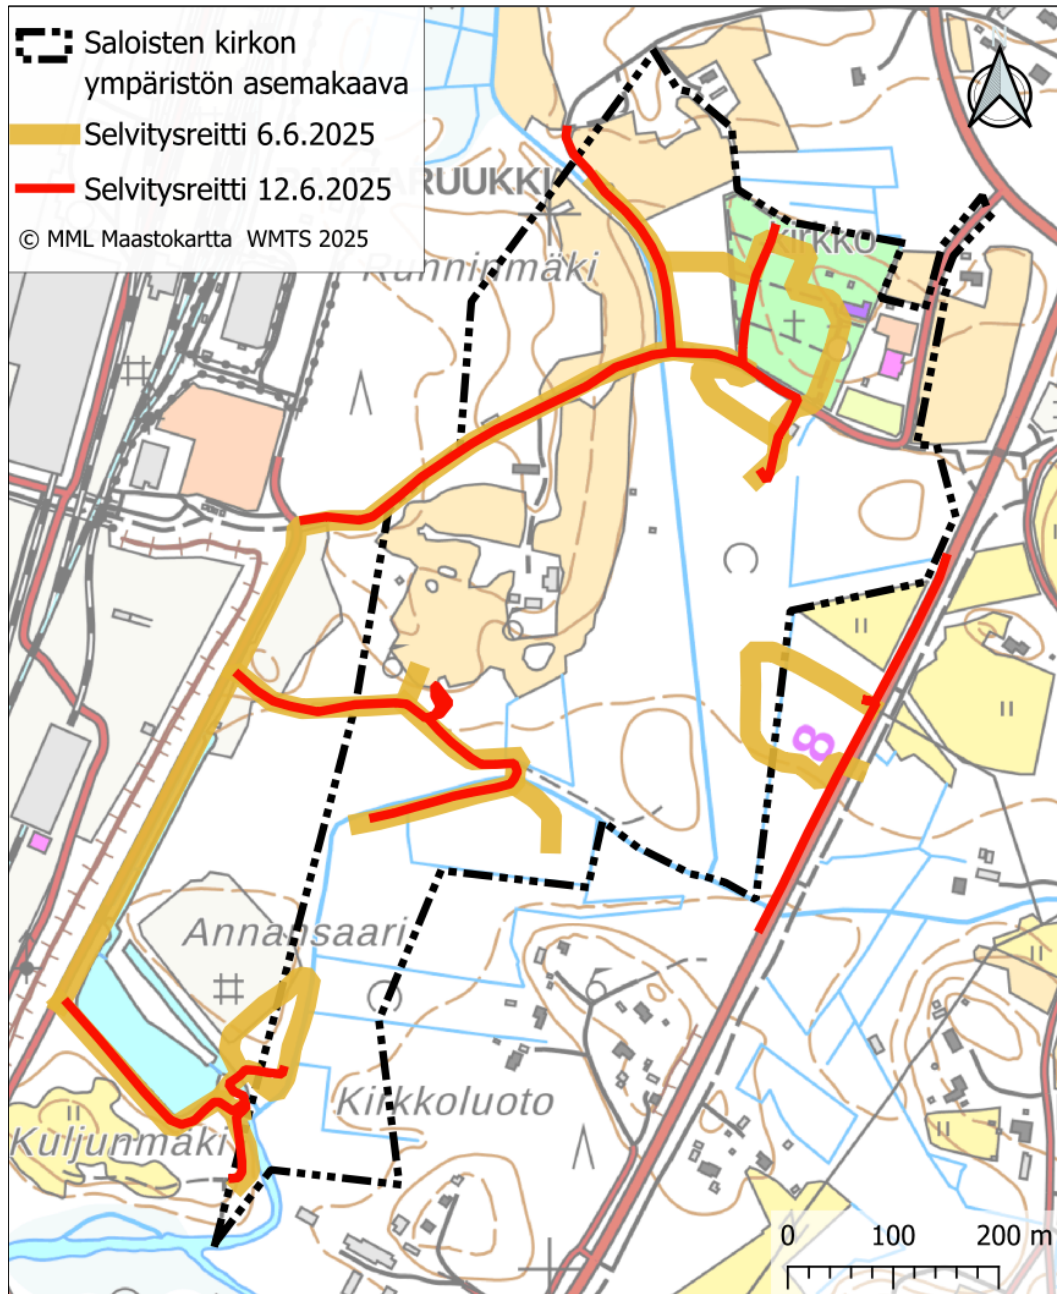 Saloisten kirkon
ympäristön asemakaava
Selvitysreitti 6.6.2025
Selvitysreitti 12.6.2025
© MML Maastokartta WMTS 2025
N
RUUKKI
kirkko
Runninmäki
8
Annansaari
Kirkkoluoto
Kuljunmäki
0 100 200 m